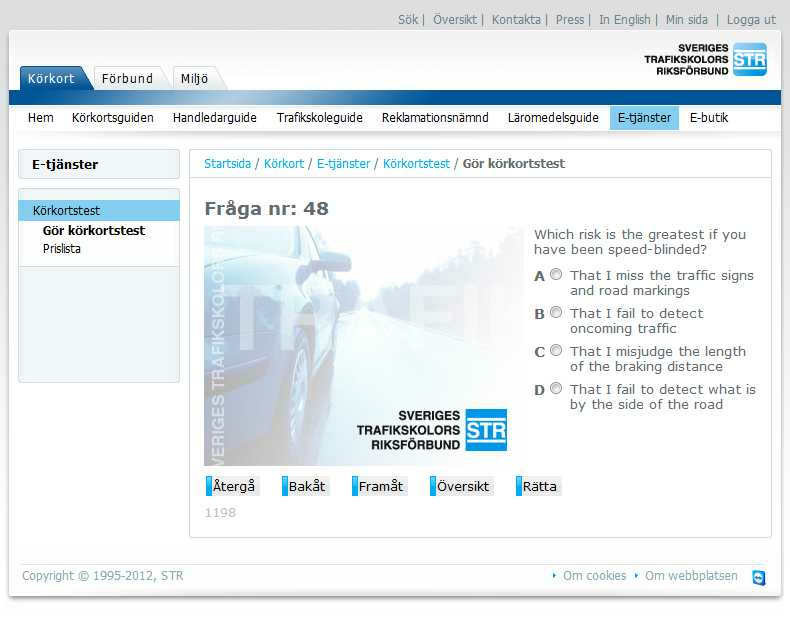 Sök | Översikt | Kontakta | Press | In English | Min sida | Logga ut
SVERIGES
TRAFIKSKOLORS
RIKSFÖRBUND
STR
Körkort Förbund Miljö
Hem Körkortsguiden Handledarguide Trafikskoleguide Reklamationsnämnd Läromedelsguide E-tjänster E-butik
E-tjänster
Körkortstest
Gör körkortstest
Prislista
Startsida / Körkort / E-tjänster / Körkortstest / Gör körkortstest
Fråga nr: 48
SVERIGES TRAFIKSKOLOR
SVERIGES
TRAFIKSKOLORS
RIKSFÖRBUND
STR
Which risk is the greatest if you
have been speed-blinded?
A That I miss the traffic signs
and road markings
B That I fail to detect
oncoming traffic
C That I misjudge the length
of the braking distance
D That I fail to detect what is
by the side of the road
Återgå Bakåt Framåt Översikt Rätta
1198
Copyright © 1995-2012, STR
Om cookies Om webbplatsen